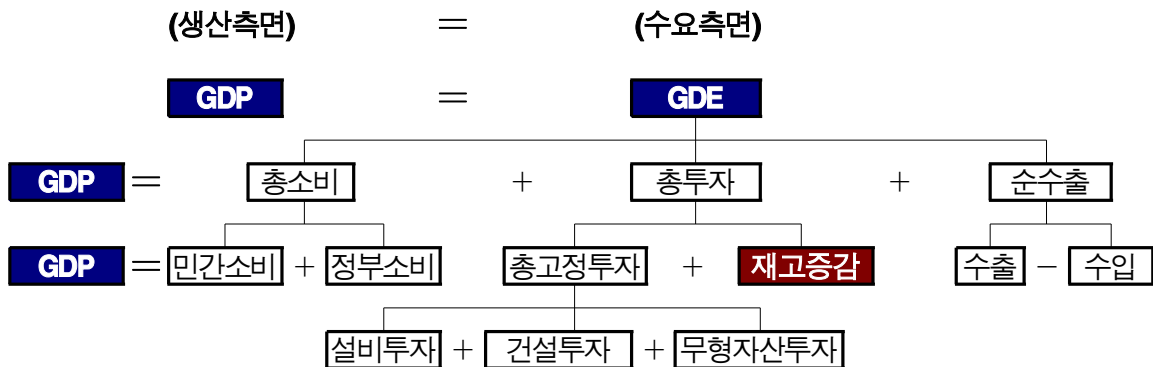 (생산측면) = (수요측면)
GDP = GDE
GDP = 총소비 + 총투자 + 순수출
GDP = 민간소비 + 정부소비 총고정투자 + 재고증감 수출 − 수입
설비투자 + 건설투자 + 무형자산투자